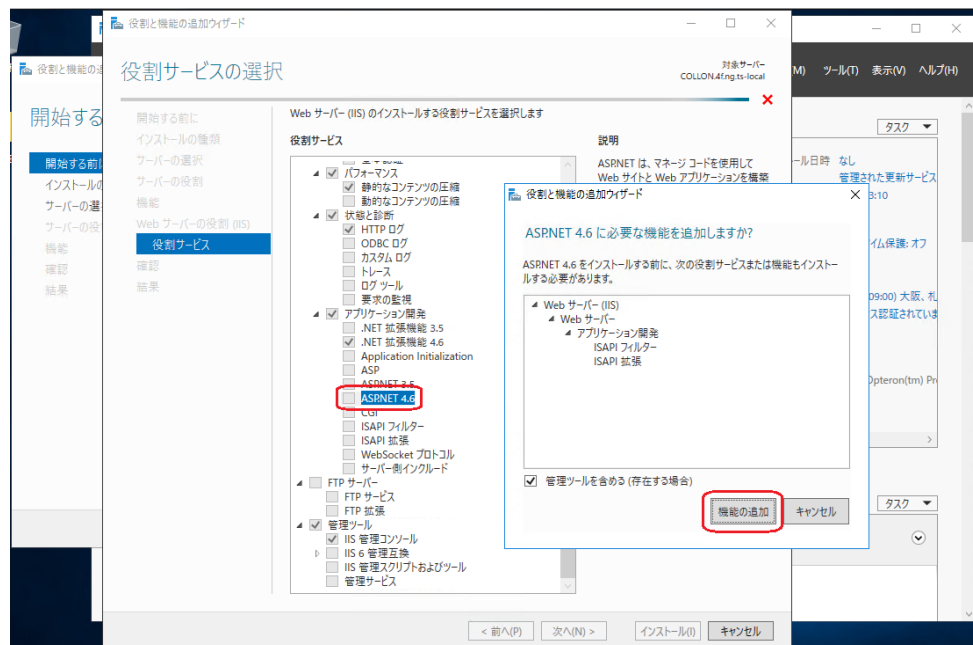 役割と機能の追加ウィザード
役割サービスの選択
対象サーバー
COLLON.4f.ng.ts-local
開始する前に
インストールの種類
サーバーの選択
サーバーの役割
機能
Web サーバーの役割 (IIS)
役割サービス
確認
結果
Web サーバー (IIS) のインストールする役割サービスを選択します
役割サービス
パフォーマンス
静的なコンテンツの圧縮
動的なコンテンツの圧縮
状態と診断
HTTP ログ
ODBC ログ
カスタム ログ
トレース
ログ ツール
要求の監視
アプリケーション開発
.NET 拡張機能 3.5
.NET 拡張機能 4.6
Application Initialization
ASP
ASP.NET 3.5
ASP.NET 4.6
CGI
ISAPI フィルター
ISAPI 拡張
WebSocket プロトコル
サーバー側インクルード
FTP サーバー
FTP サービス
FTP 拡張
管理ツール
IIS 管理コンソール
IIS 6 管理互換
IIS 管理スクリプトおよびツール
管理サービス
説明
ASP.NET は、マネージ コードを使用して
Web サイトと Web アプリケーションを構築
< 前へ(P)
次へ(N) >
インストール(I)
キャンセル
役割と機能の追加ウィザード
ASP.NET 4.6 に必要な機能を追加しますか?
ASP.NET 4.6 をインストールする前に、次の役割サービスまたは機能もインストー
ルする必要があります。
Web サーバー (IIS)
Web サーバー
アプリケーション開発
ISAPI フィルター
ISAPI 拡張
管理ツールを含める (存在する場合)
機能の追加
キャンセル
役割と機能の追
開始する
開始する前に
インストールの
サーバーの選
サーバーの役
機能
確認
結果
(M) ツール(T) 表示(V) ヘルプ(H)
タスク
ール日時 なし
管理された更新サービス
3:10
イム保護: オフ
09:00) 大阪、札
ス認証されていま
Opteron(tm) Pr
タスク